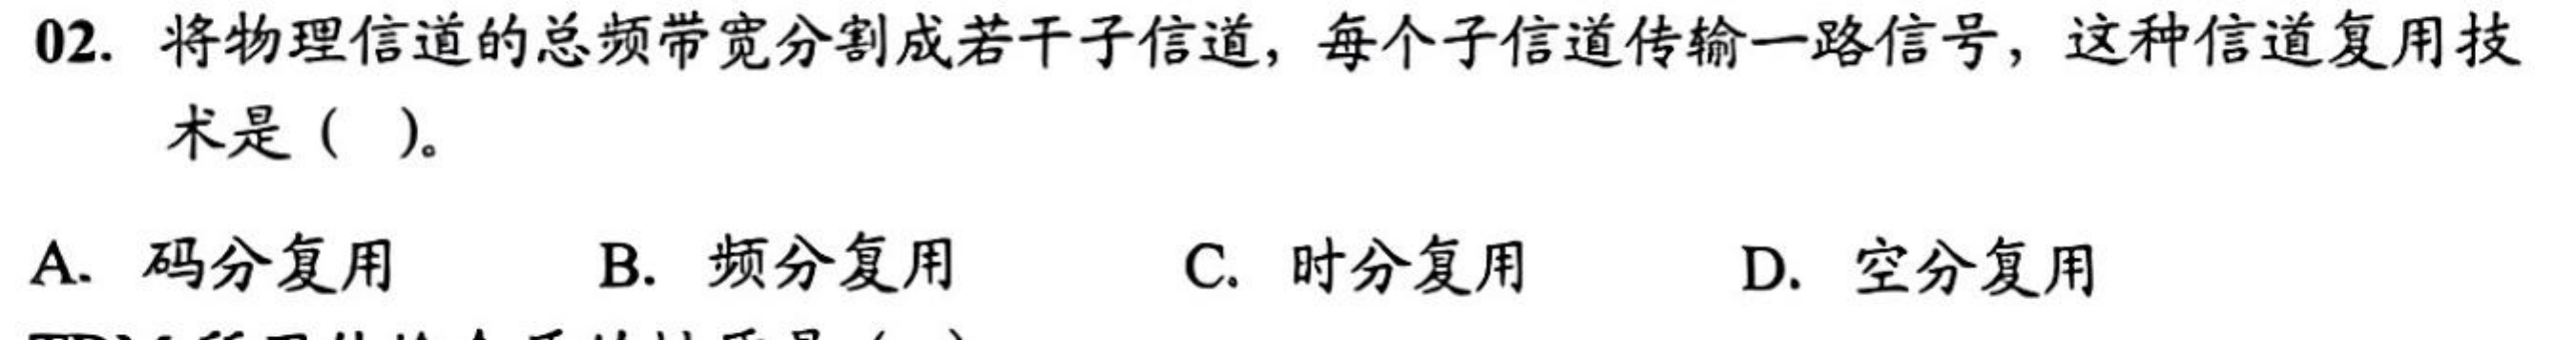 02. 将物理信道的总频带宽分割成若干子信道，每个子信道传输一路信号，这种信道复用技
术是（ ）。
A. 码分复用 B. 频分复用 C. 时分复用 D. 空分复用